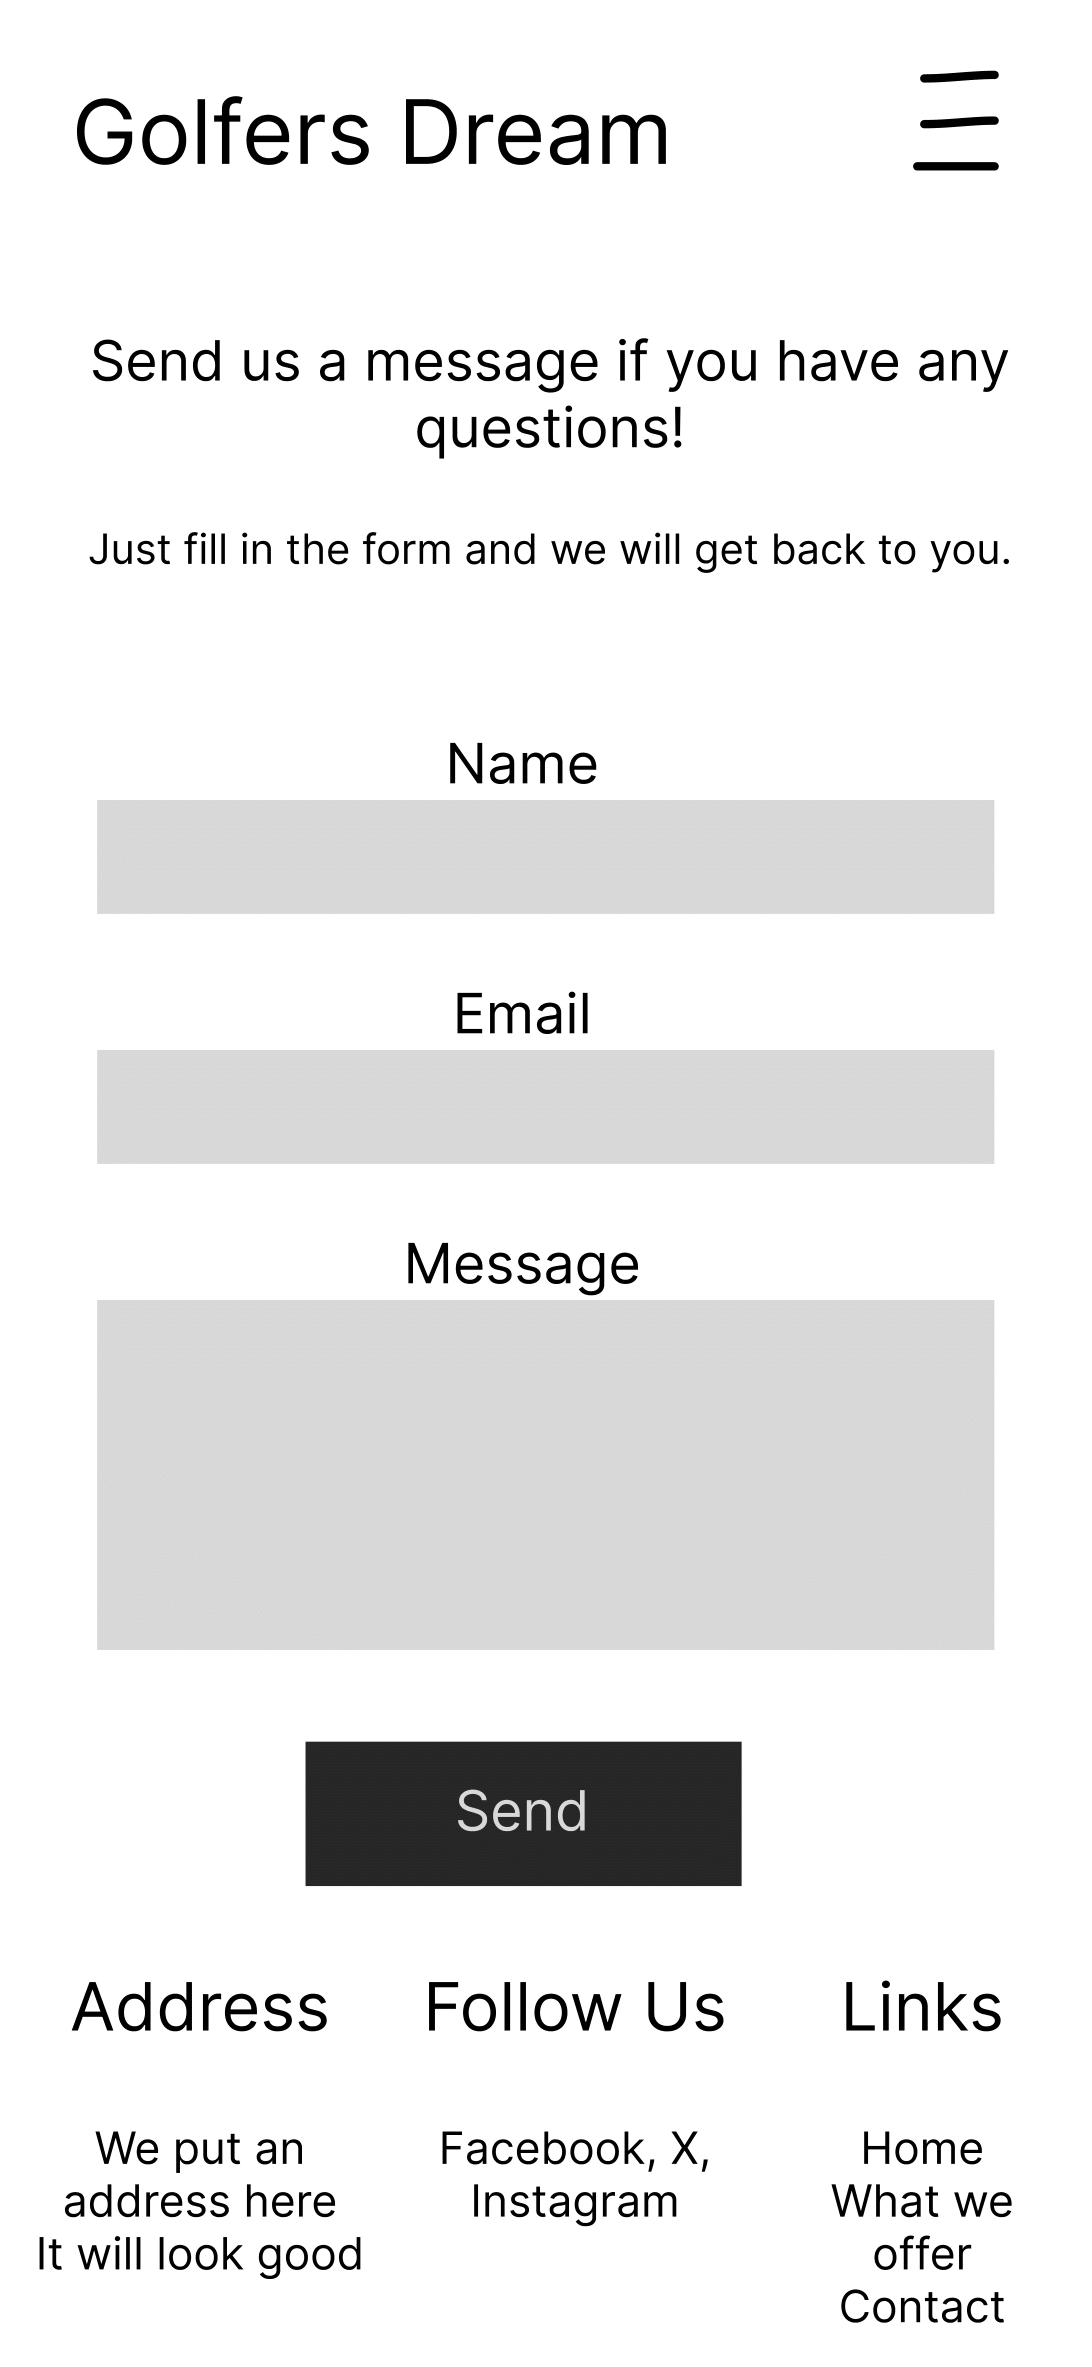 Golfers Dream
Send us a message if you have any
questions!
Just fill in the form and we will get back to you.
Name
Email
Message
Send
Address
We put an
address here
It will look good
Follow Us
Facebook, X,
Instagram
Links
Home
What we
offer
Contact